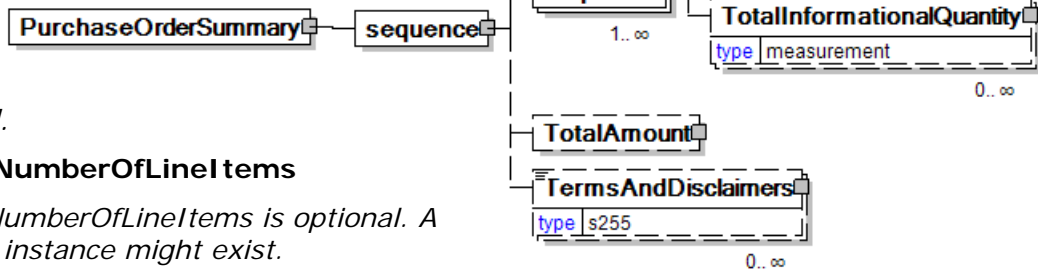 TotalInformationalQuantity
PurchaseOrderSummary
sequence
1.. ∞
type measurement
0.. ∞
TotalAmount
NumberOfLineItems
TermsAndDisclaimers
NumberOfLineItems is optional. A
type s255
instance might exist.
0.. ∞